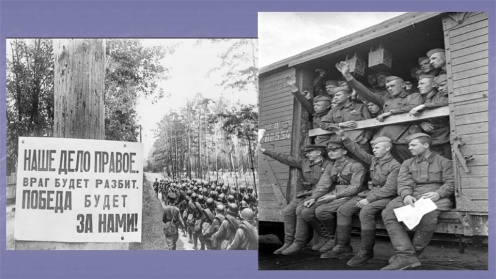 НАШЕ ДЕЛО ПРАВОЕ.
ВРАГ БУДЕТ РАЗБИТ.
ПОБЕДА БУДЕТ
ЗА НАМИ!